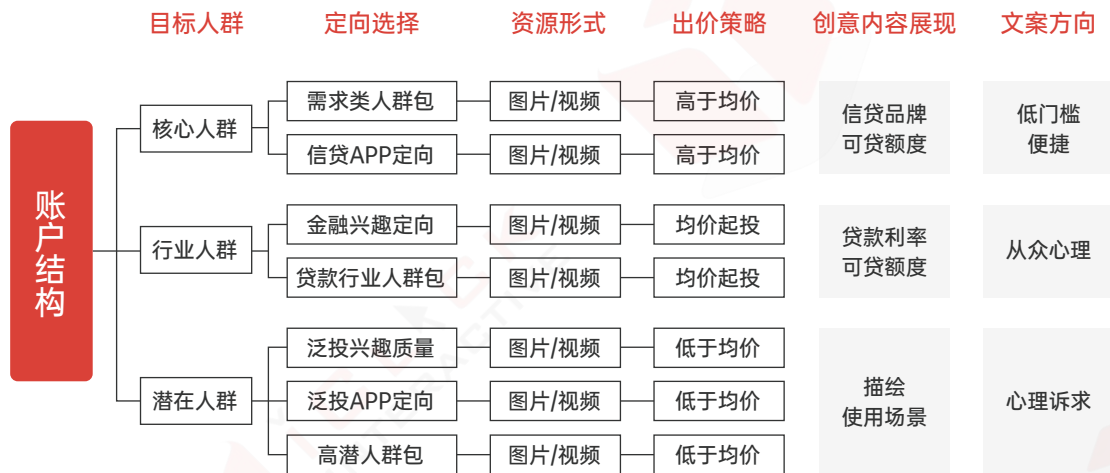 目标人群 定向选择 资源形式 出价策略 创意内容展现 文案方向
账户结构
核心人群
需求类人群包 图片/视频 高于均价
信贷APP定向 图片/视频 高于均价
信贷品牌
可贷额度
低门槛
便捷
行业人群
金融兴趣定向 图片/视频 均价起投
贷款行业人群包 图片/视频 均价起投
贷款利率
可贷额度
从众心理
潜在人群
泛投兴趣质量 图片/视频 低于均价
泛投APP定向 图片/视频 低于均价
高潜人群包 图片/视频 低于均价
描绘
使用场景
心理诉求